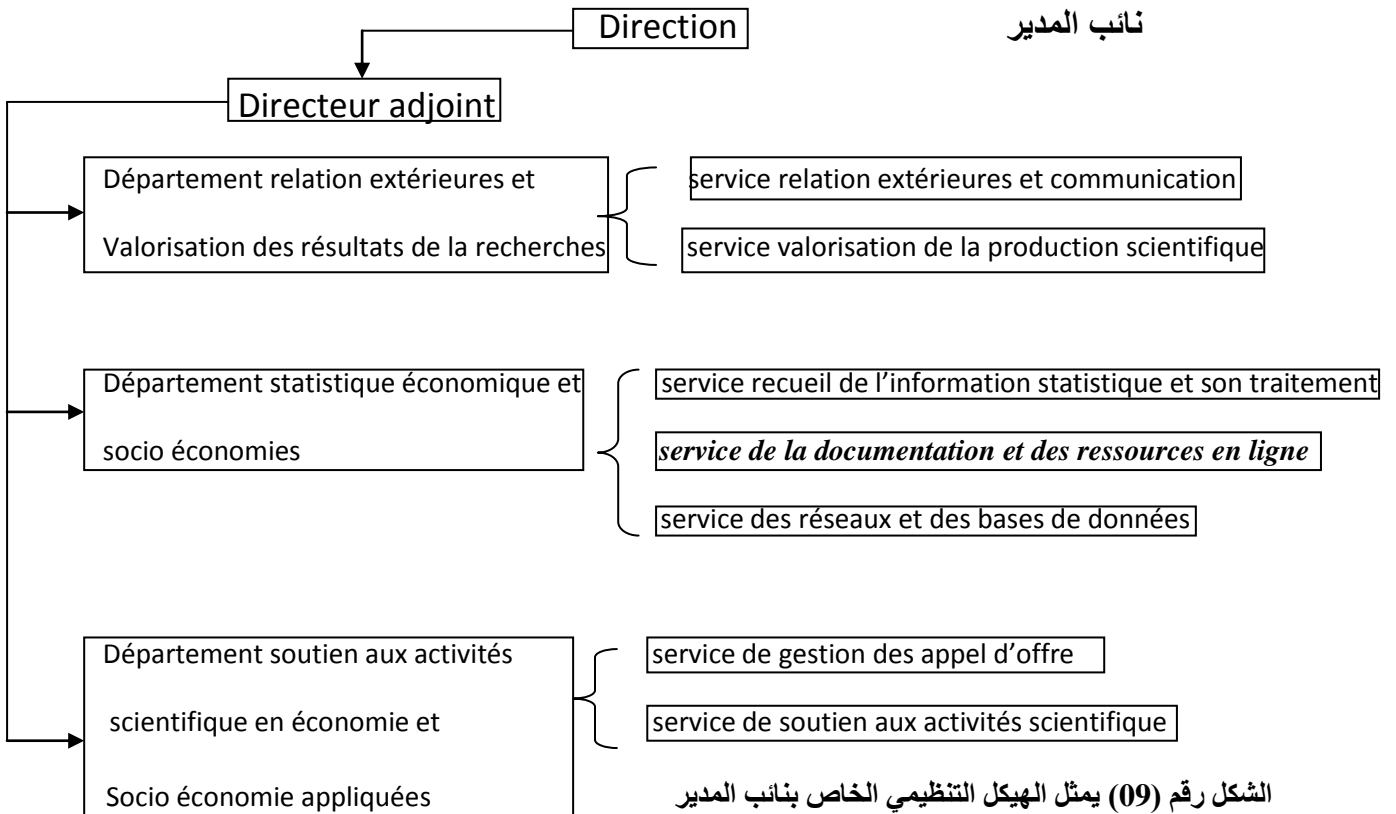 Direction
نائب المدير
Directeur adjoint
Département relation extérieures et
Valorisation des résultats de la recherches
service relation extérieures et communication
service valorisation de la production scientifique
Département statistique économique et
socio économies
service recueil de l’information statistique et son traitement
service de la documentation et des ressources en ligne
service des réseaux et des bases de données
Département soutien aux activités
scientifique en économie et
Socio économie appliquées
service de gestion des appel d’offre
service de soutien aux activités scientifique
الشكل رقم (09) يمثل الهيكل التنظيمي الخاص بنائب المدير